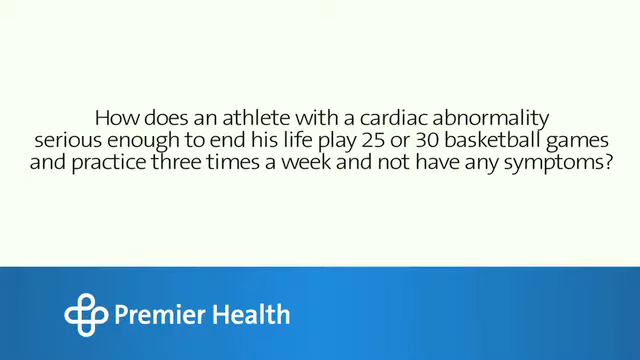 How does an athlete with a cardiac abnormality
serious enough to end his life play 25 or 30 basketball games
and practice three times a week and not have any symptoms?
Premier Health